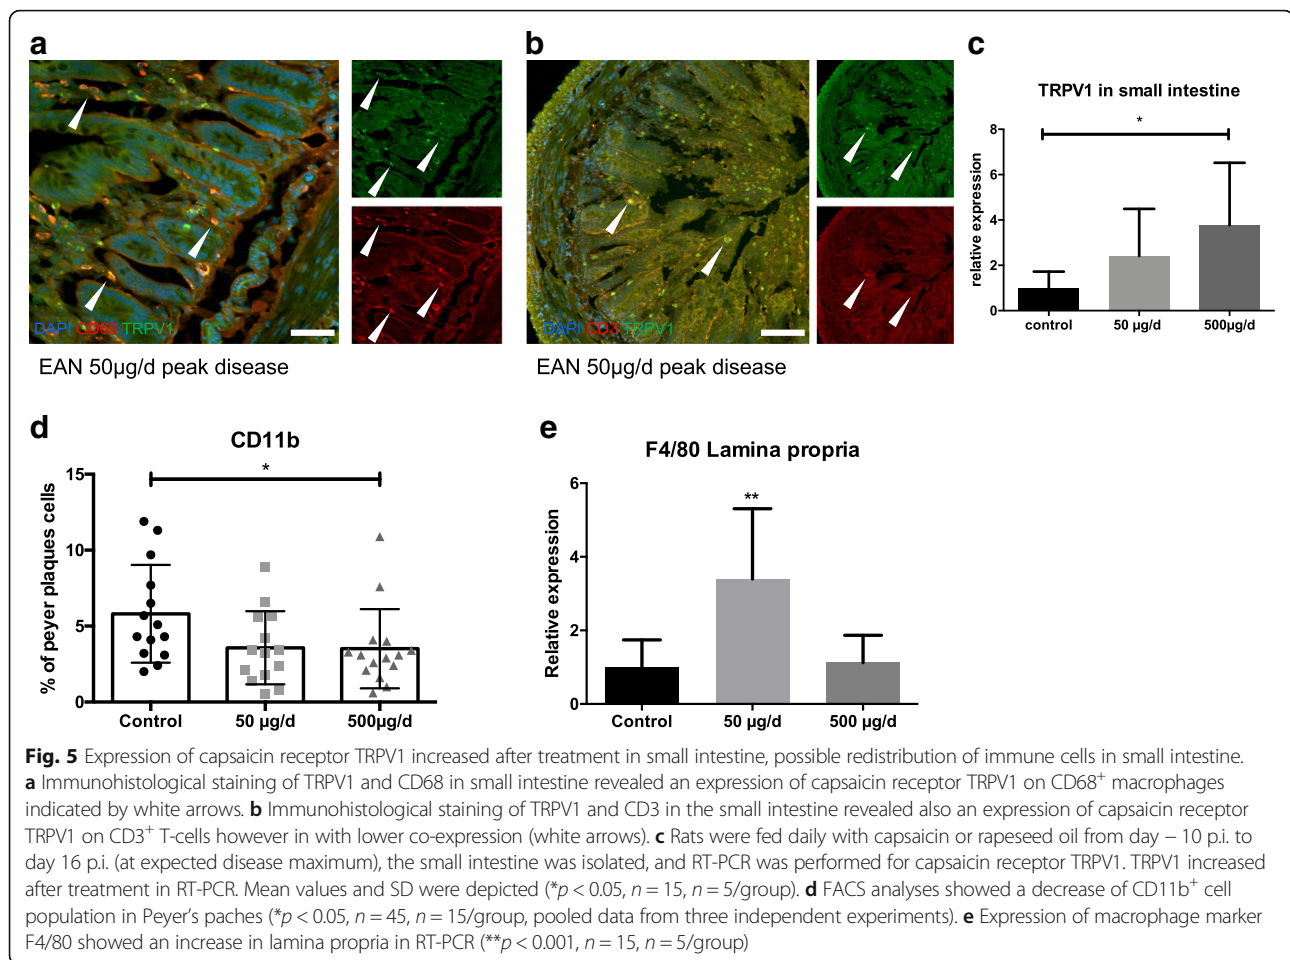 a
b
c
DAPI CD68 TRPV1
DAPI CD3 TRPV1
EAN 50µg/d peak disease
EAN 50µg/d peak disease
TRPV1 in small intestine
*
relative expression
8
6
4
2
0
control
50 µg/d
500µg/d
d
CD11b
*
% of peyer plaques cells
15
10
5
0
Control
50 µg/d
500µg/d
e
F4/80 Lamina propria
**
Relative expression
6
4
2
0
Control
50 µg/d
500 µg/d
Fig. 5 Expression of capsaicin receptor TRPV1 increased after treatment in small intestine, possible redistribution of immune cells in small intestine.
a Immunohistological staining of TRPV1 and CD68 in small intestine revealed an expression of capsaicin receptor TRPV1 on CD68⁺ macrophages
indicated by white arrows. b Immunohistological staining of TRPV1 and CD3 in the small intestine revealed also an expression of capsaicin receptor
TRPV1 on CD3⁺ T-cells however in with lower co-expression (white arrows). c Rats were fed daily with capsaicin or rapeseed oil from day − 10 p.i. to
day 16 p.i. (at expected disease maximum), the small intestine was isolated, and RT-PCR was performed for capsaicin receptor TRPV1. TRPV1 increased
after treatment in RT-PCR. Mean values and SD were depicted (*p < 0.05, n = 15, n = 5/group). d FACS analyses showed a decrease of CD11b⁺ cell
population in Peyer's paches (*p < 0.05, n = 45, n = 15/group, pooled data from three independent experiments). e Expression of macrophage marker
F4/80 showed an increase in lamina propria in RT-PCR (**p < 0.001, n = 15, n = 5/group)